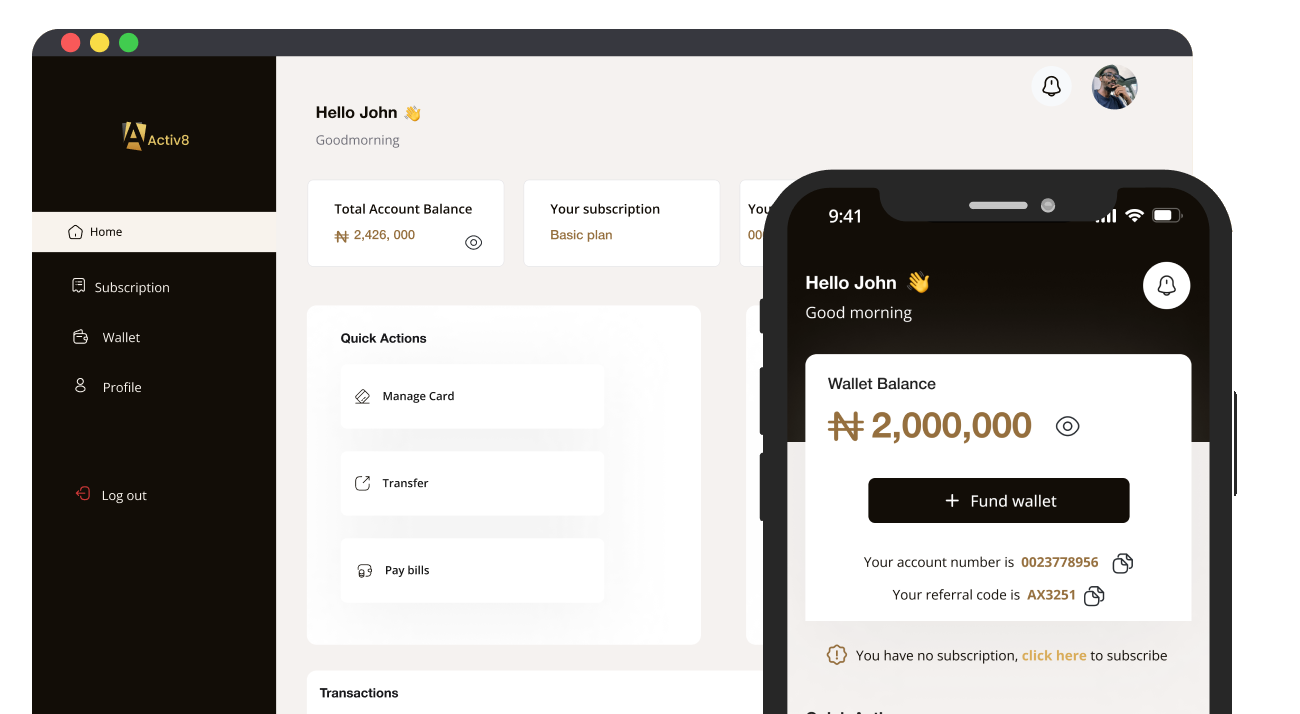 Activ8
Home
Subscription
Wallet
Profile
Log out
Hello John 👋
Goodmorning
Total Account Balance
₦ 2,426, 000
Your subscription
Basic plan
Quick Actions
Manage Card
Transfer
Pay bills
Transactions
9:41
Hello John 👋
Good morning
Wallet Balance
₦ 2,000,000
+ Fund wallet
Your account number is 0023778956
Your referral code is AX3251
You have no subscription, click here to subscribe